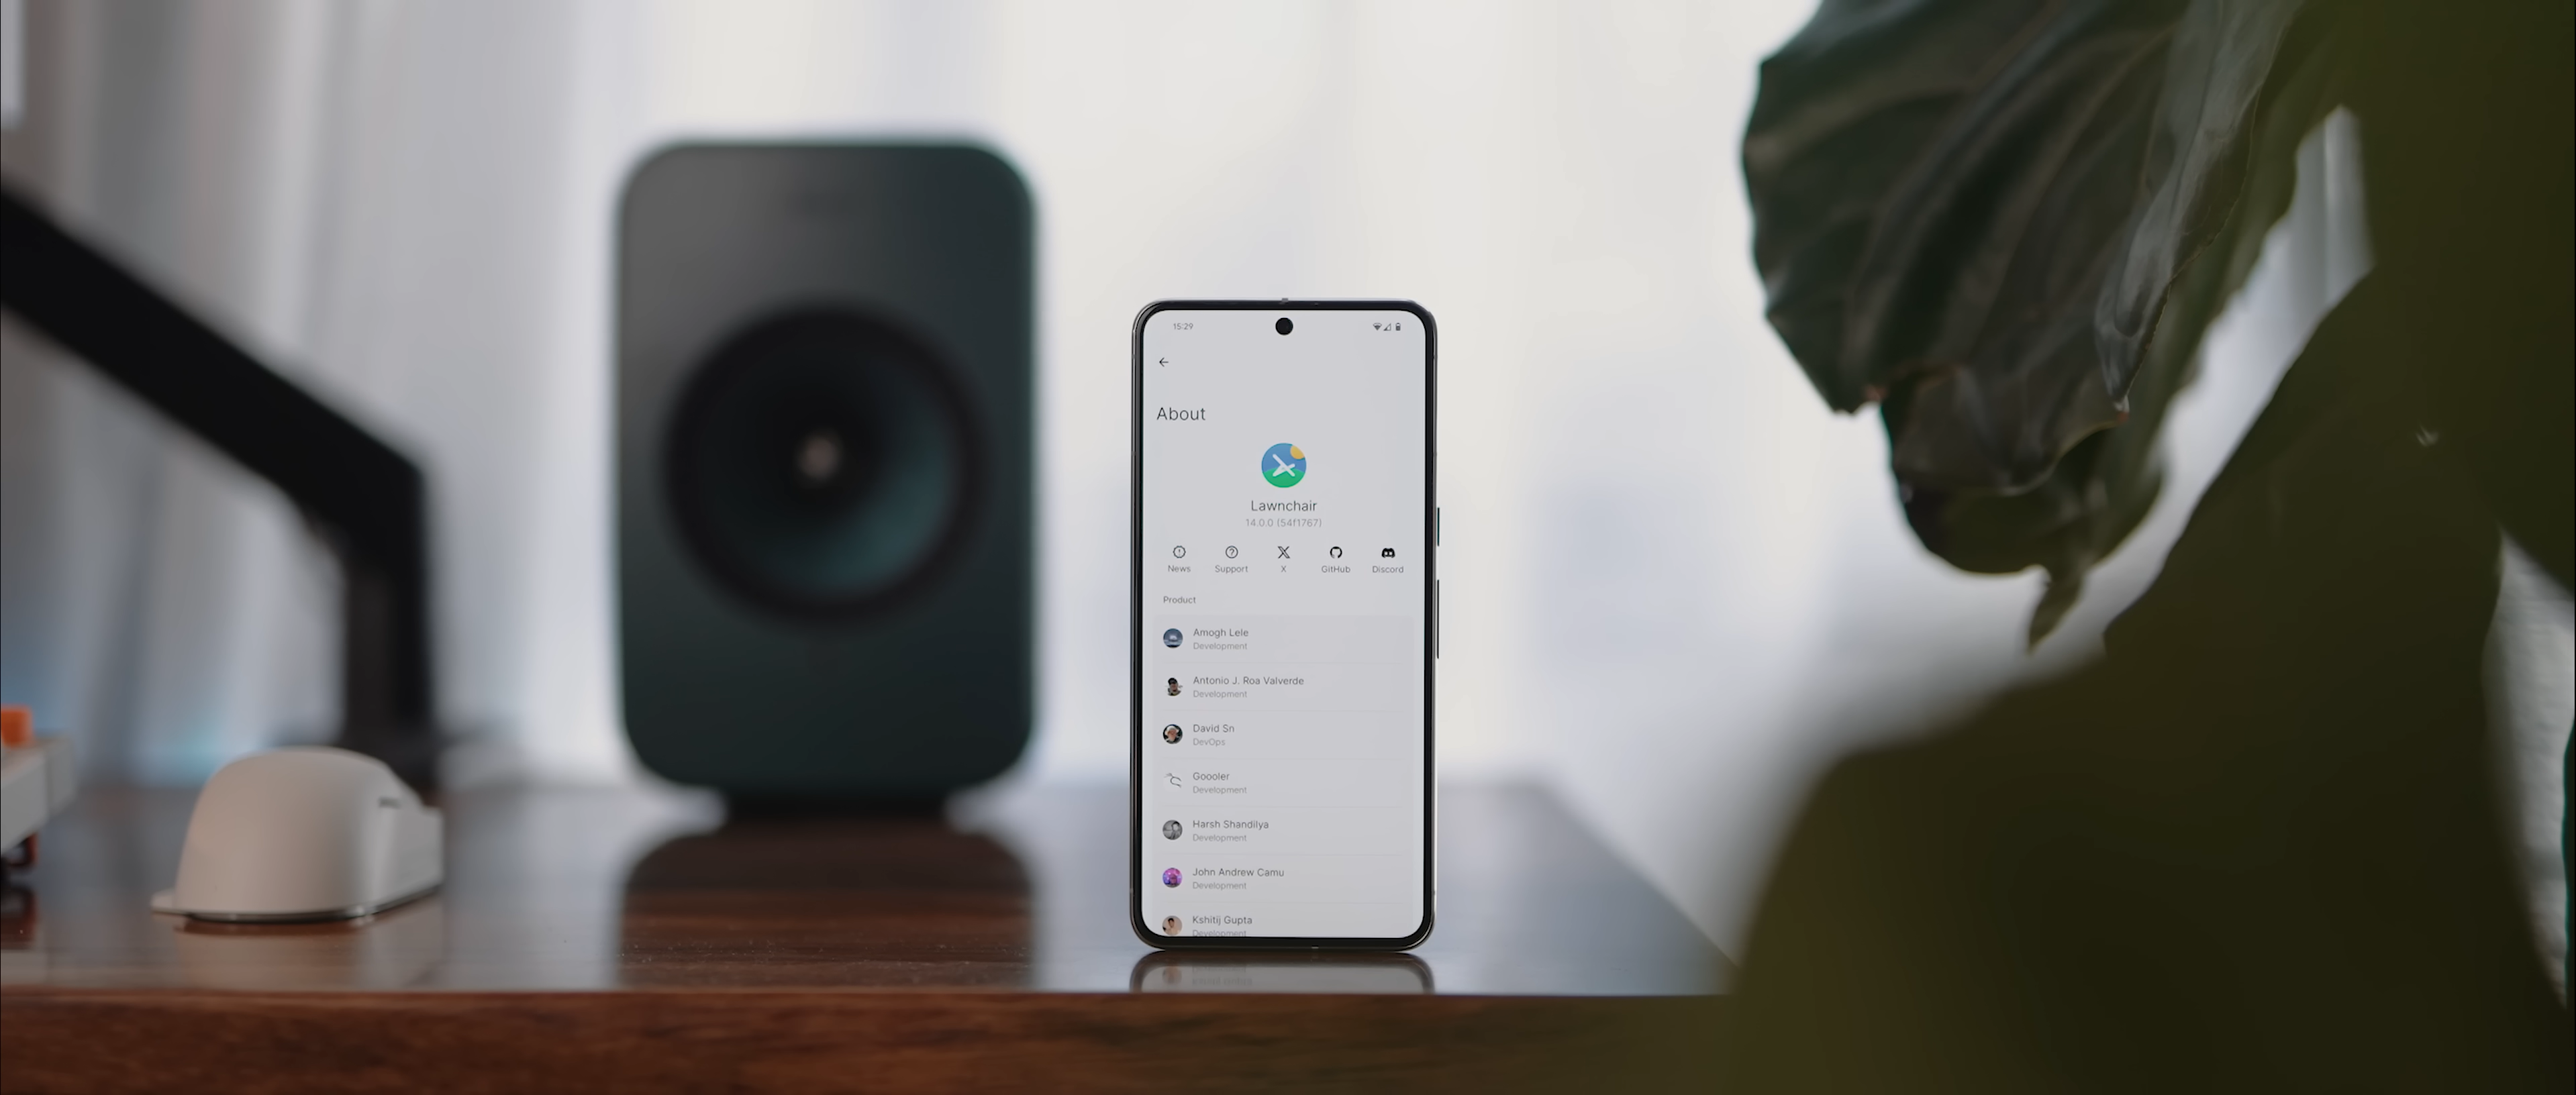 15:29
About
Lawnchair
14.0.0 (54f1767)
News
Support
X
GitHub
Discord
Product
Amogh Lele
Development
Antonio J. Roa Valverde
Development
David Sn
DevOps
Goooler
Development
Harsh Shandilya
Development
John Andrew Camu
Development
Kshitij Gupta
Development